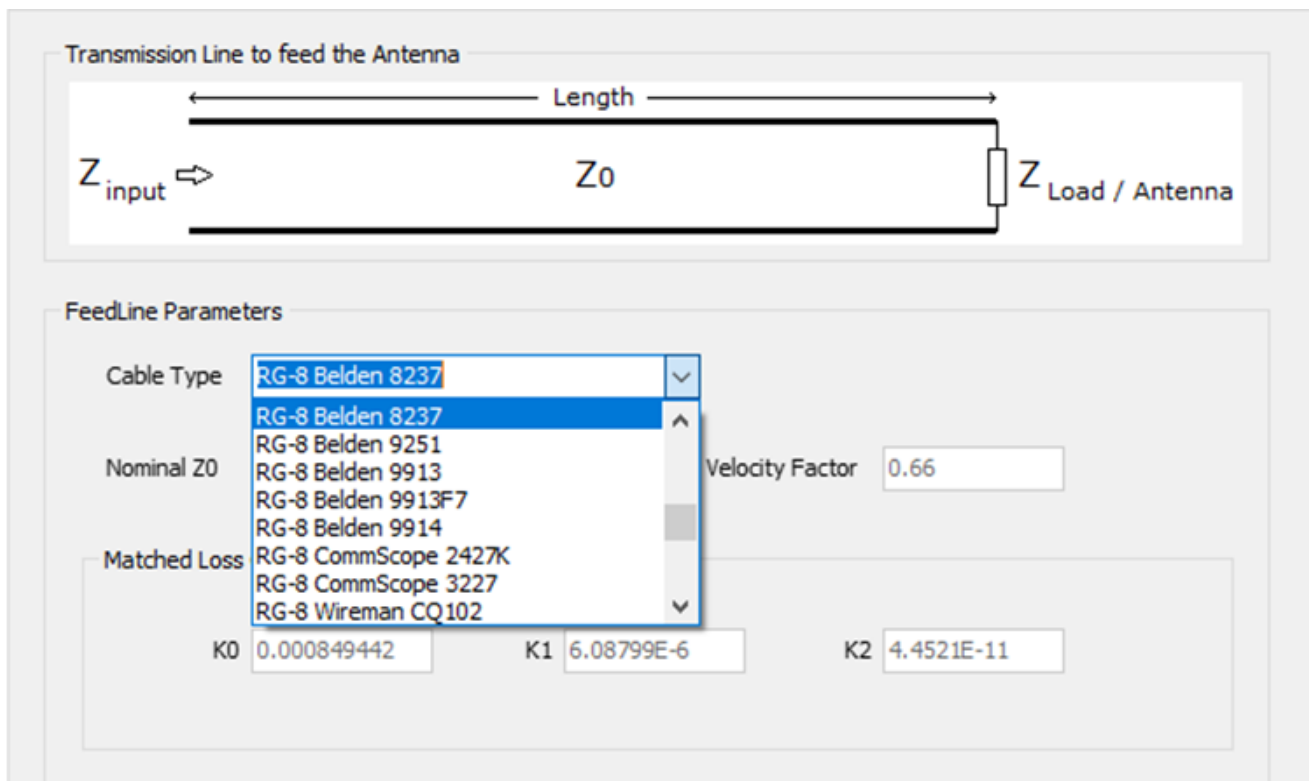 Transmission Line to feed the Antenna
Length
Z input
Z0
Z Load / Antenna
FeedLine Parameters
Cable Type RG-8 Belden 8237
RG-8 Belden 8237
RG-8 Belden 9251
Nominal Z0
RG-8 Belden 9913
Velocity Factor 0.66
RG-8 Belden 9913F7
RG-8 Belden 9914
Matched Loss
RG-8 CommScope 2427K
RG-8 CommScope 3227
RG-8 Wireman CQ102
K0 0.000849442 K1 6.08799E-6 K2 4.4521E-11